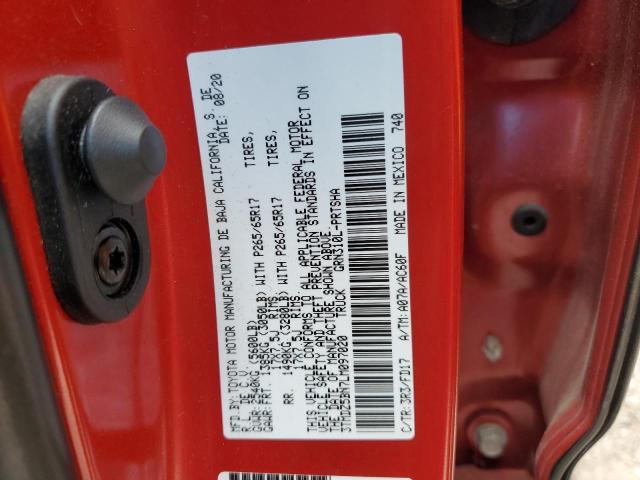 MFD.BY: TOYOTA MOTOR MANUFACTURING DE BAJA CALIFORNIA, S. DE
R.L. DE C.V. DATE: 08/20
GVWR: 2540KG (5600LB)
GAWR: FRT. 1385KG (3050LB) WITH P265/65R17 TIRES,
17X7.5J RIMS,
RR. 1490KG (3280LB) WITH P265/65R17 TIRES,
17X7.5J RIMS,
THIS VEHICLE CONFORMS TO ALL APPLICABLE FEDERAL MOTOR
VEHICLE SAFETY AND THEFT PREVENTION STANDARDS IN EFFECT ON
THE DATE OF MANUFACTURE SHOWN ABOVE.
3TMCZ5AN7LM097020 TRUCK GRN310L-PRTSHA
C/TR: 3R3/FD17 A/TM: A07A/AC60F MADE IN MEXICO 740